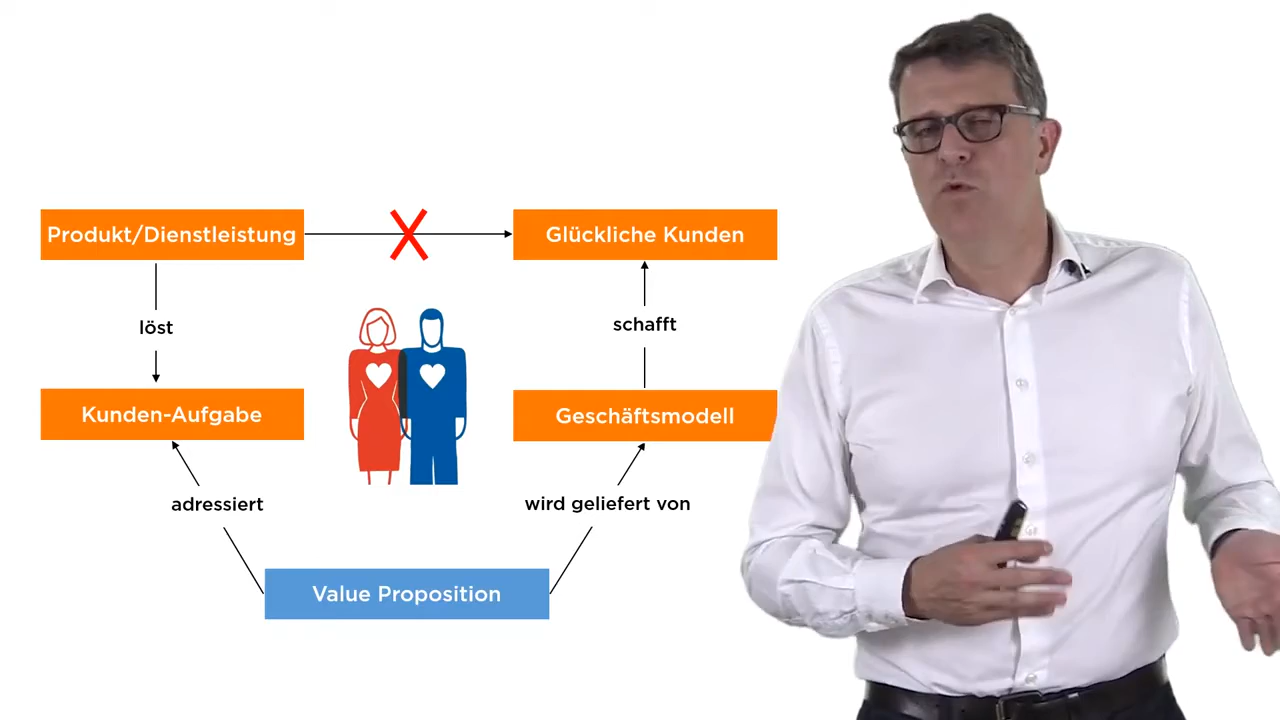 Produkt/Dienstleistung
Glückliche Kunden
löst
schafft
Kunden-Aufgabe
Geschäftsmodell
adressiert
wird geliefert von
Value Proposition